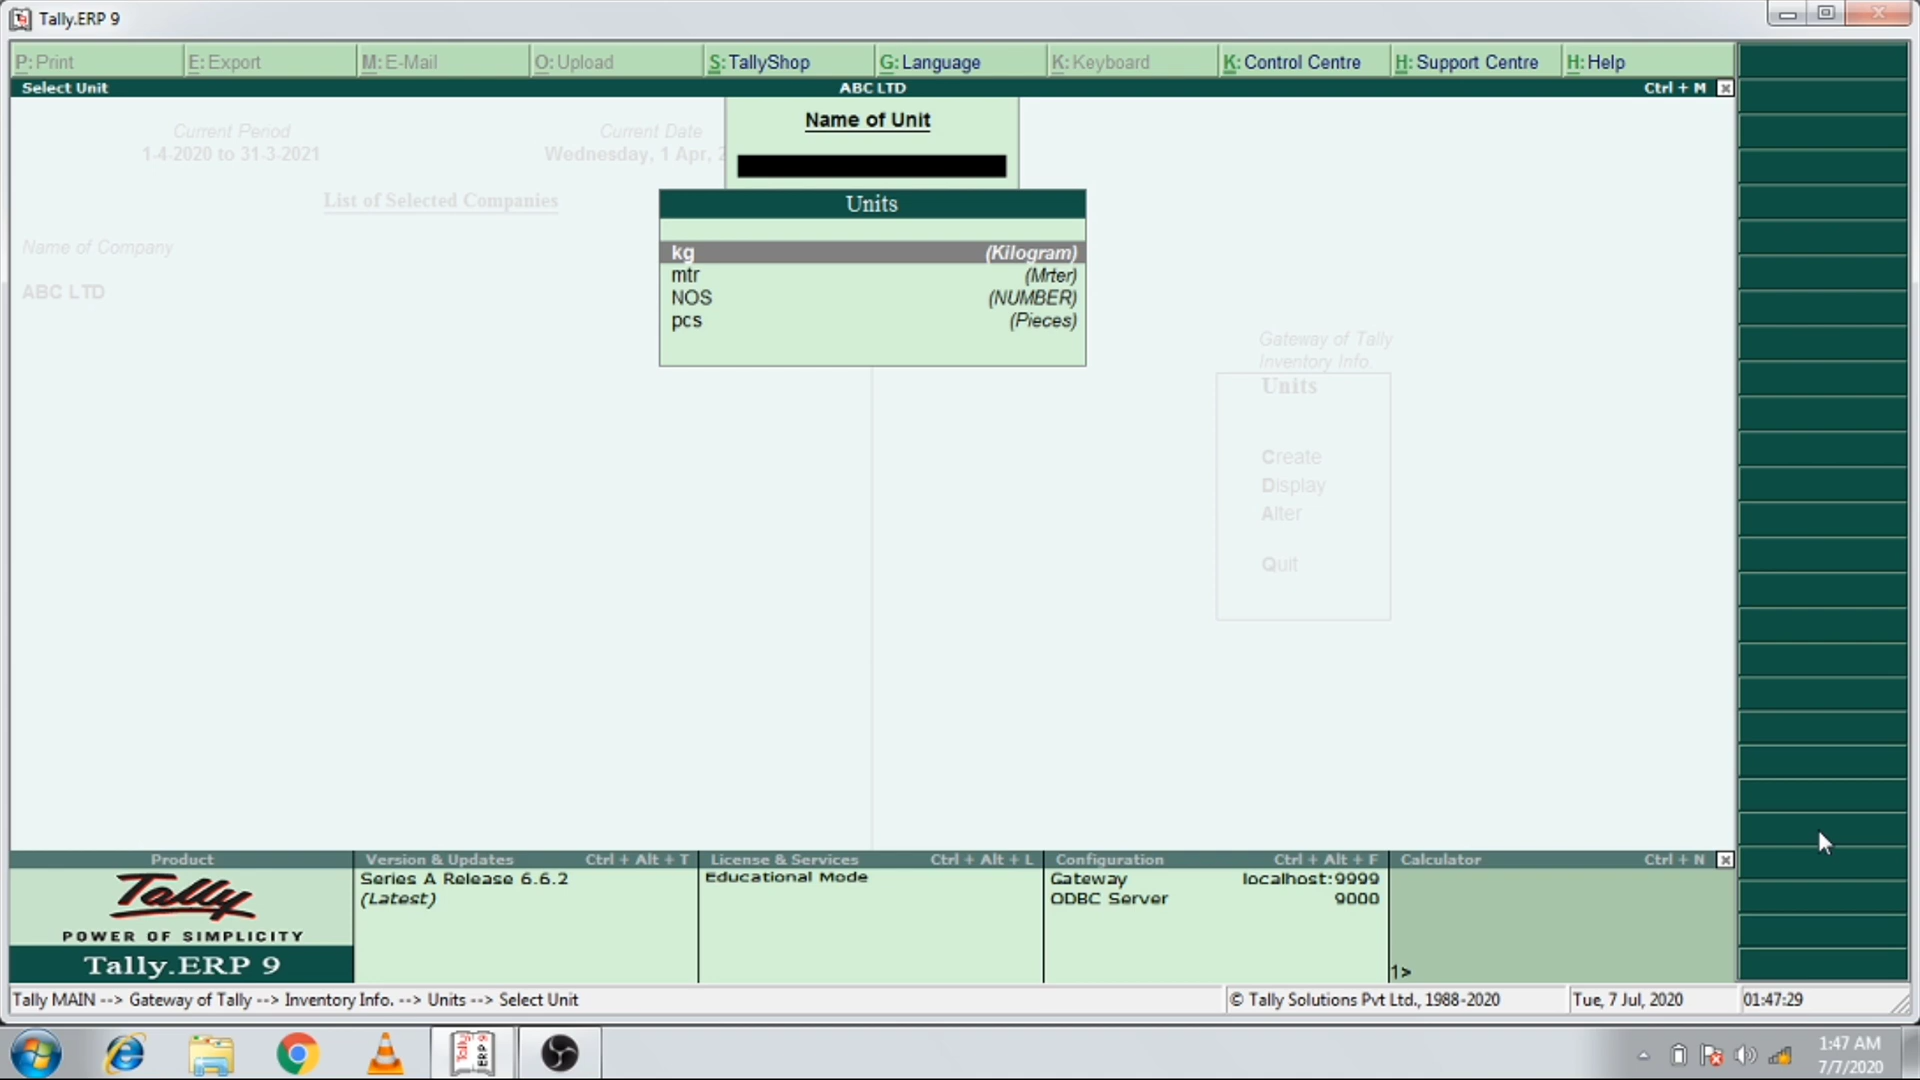 Tally.ERP 9
P: Print E: Export M: E-Mail O: Upload S: TallyShop G: Language K: Keyboard K: Control Centre H: Support Centre H: Help
Select Unit ABC LTD Ctrl + M
Current Period Current Date
1-4-2020 to 31-3-2021 Wednesday, 1 Apr, 2
List of Selected Companies
Name of Company
ABC LTD
Name of Unit
Units
kg (Kilogram)
mtr (Mrter)
NOS (NUMBER)
pcs (Pieces)
Gateway of Tally
Inventory Info.
Units
Create
Display
Alter
Quit
Product
Tally
POWER OF SIMPLICITY
Tally.ERP 9
Version & Updates Ctrl + Alt + T
Series A Release 6.6.2
(Latest)
License & Services Ctrl + Alt + L
Educational Mode
Configuration Ctrl + Alt + F
Gateway localhost:9999
ODBC Server 9000
Calculator Ctrl + N
1>
Tally MAIN --> Gateway of Tally --> Inventory Info. --> Units --> Select Unit © Tally Solutions Pvt Ltd., 1988-2020 Tue, 7 Jul, 2020 01:47:29
Tally
ERP 9
1:47 AM
7/7/2020